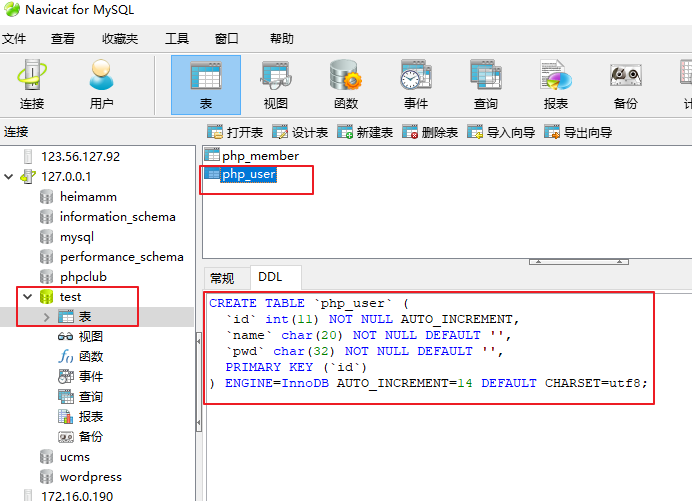 Navicat for MySQL
文件 查看 收藏夹 工具 窗口 帮助
连接 用户 表 视图 函数 事件 查询 报表 备份 计
连接
打开表 设计表 新建表 删除表 导入向导 导出向导
123.56.127.92
127.0.0.1
heimamm
information_schema
mysql
performance_schema
phpclub
test
表
视图
函数
事件
查询
报表
备份
ucms
wordpress
172.16.0.190
php_member
php_user
常规 DDL
CREATE TABLE `php_user` (
`id` int(11) NOT NULL AUTO_INCREMENT,
`name` char(20) NOT NULL DEFAULT '',
`pwd` char(32) NOT NULL DEFAULT '',
PRIMARY KEY (`id`)
) ENGINE=InnoDB AUTO_INCREMENT=14 DEFAULT CHARSET=utf8;